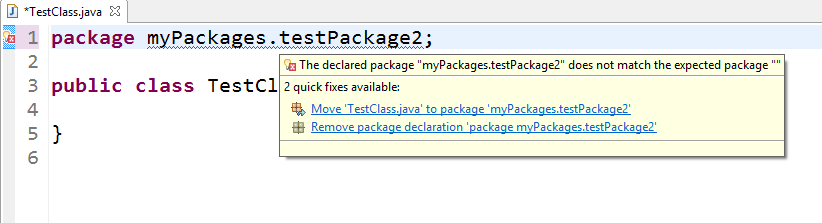 *TestClass.java
1 package myPackages.testPackage2;
2
The declared package "myPackages.testPackage2" does not match the expected package ""
2 quick fixes available:
3 public class TestCl
Move 'TestClass.java' to package 'myPackages.testPackage2'
4
Remove package declaration 'package myPackages.testPackage2'
5 }
6